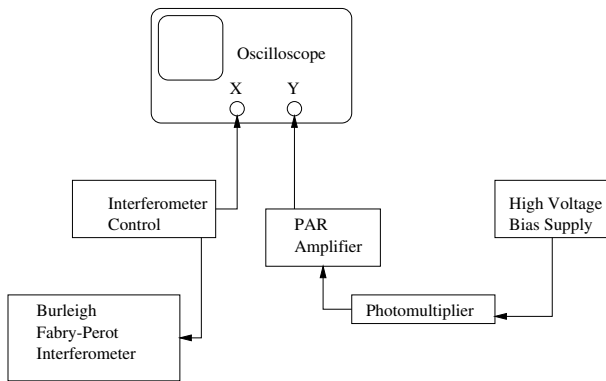 Oscilloscope
X
Y
Interferometer
Control
PAR
Amplifier
High Voltage
Bias Supply
Burleigh
Fabry-Perot
Interferometer
Photomultiplier